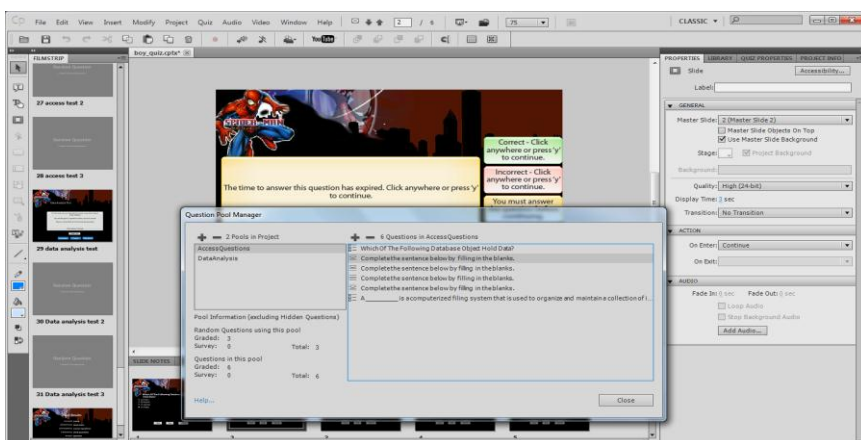 Cp File Edit View Insert Modify Project Quiz Audio Video Window Help 2 / 6 75 CLASSIC
YouTube
FILMSTRIP
boy_quiz.cptx*
PROPERTIES LIBRARY QUIZ PROPERTIES PROJECT INFO
Slide Accessibility...
Label:
GENERAL
Master Slide: 2 (Master Slide 2)
Master Slide Objects On Top
Use Master Slide Background
Stage: Project Background
Background:
Quality: High (24-bit)
Display Time: 3 sec
Transition: No Transition
ACTION
On Enter: Continue
On Exit:
AUDIO
Fade In: 0 sec Fade Out: 0 sec
Loop Audio
Stop Background Audio
Add Audio...
27 access test 2
28 access test 3
29 data analysis test
30 Data analysis test 2
31 Data analysis test 3
SPIDER-MAN
Correct - Click
anywhere or press 'y'
to continue.
Incorrect - Click
anywhere or press 'y'
to continue.
You must answer
The time to answer this question has expired. Click anywhere or press 'y'
to continue.
Question Pool Manager
2 Pools in Project
AccessQuestions
DataAnalysis
Pool Information (excluding Hidden Questions)
Random Questions using this pool
Graded: 3
Survey: 0 Total: 3
Questions in this pool
Graded: 6
Survey: 0 Total: 6
6 Questions in AccessQuestions
Which Of The Following Database Object Hold Data?
Complete the sentence below by filling in the blanks.
Complete the sentence below by filling in the blanks.
Complete the sentence below by filling in the blanks.
Complete the sentence below by filling in the blanks.
A ________ is a computerized filing system that is used to organize and maintain a collection of i...
Help... Close
SLIDE NOTES